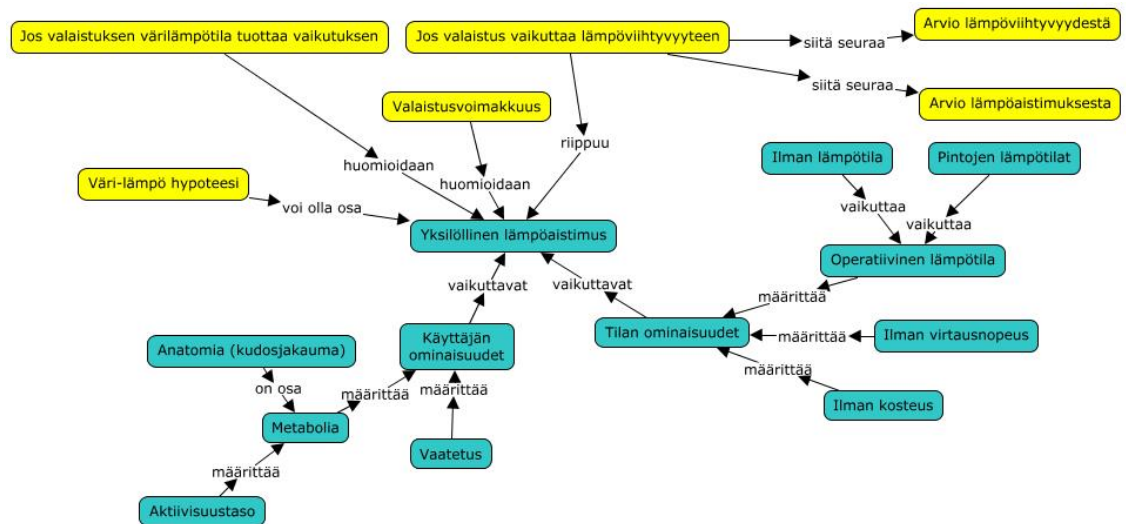 Jos valaistuksen värilämpötila tuottaa vaikutuksen
Jos valaistus vaikuttaa lämpöviihtyvyyteen
siitä seuraa
Arvio lämpöviihtyvyydestä
siitä seuraa
Arvio lämpöaistimuksesta
Valaistusvoimakkuus
riippuu
huomioidaan
huomioidaan
Ilman lämpötila
Pintojen lämpötilat
Väri-lämpö hypoteesi
voi olla osa
vaikuttaa
vaikuttaa
Yksilöllinen lämpöaistimus
Operatiivinen lämpötila
vaikuttavat
vaikuttavat
määrittää
Käyttäjän
ominaisuudet
Tilan ominaisuudet
määrittää
Ilman virtausnopeus
Anatomia (kudosjakauma)
määrittää
on osa
määrittää
määrittää
Ilman kosteus
Metabolia
Vaatetus
määrittää
Aktiivisuustaso